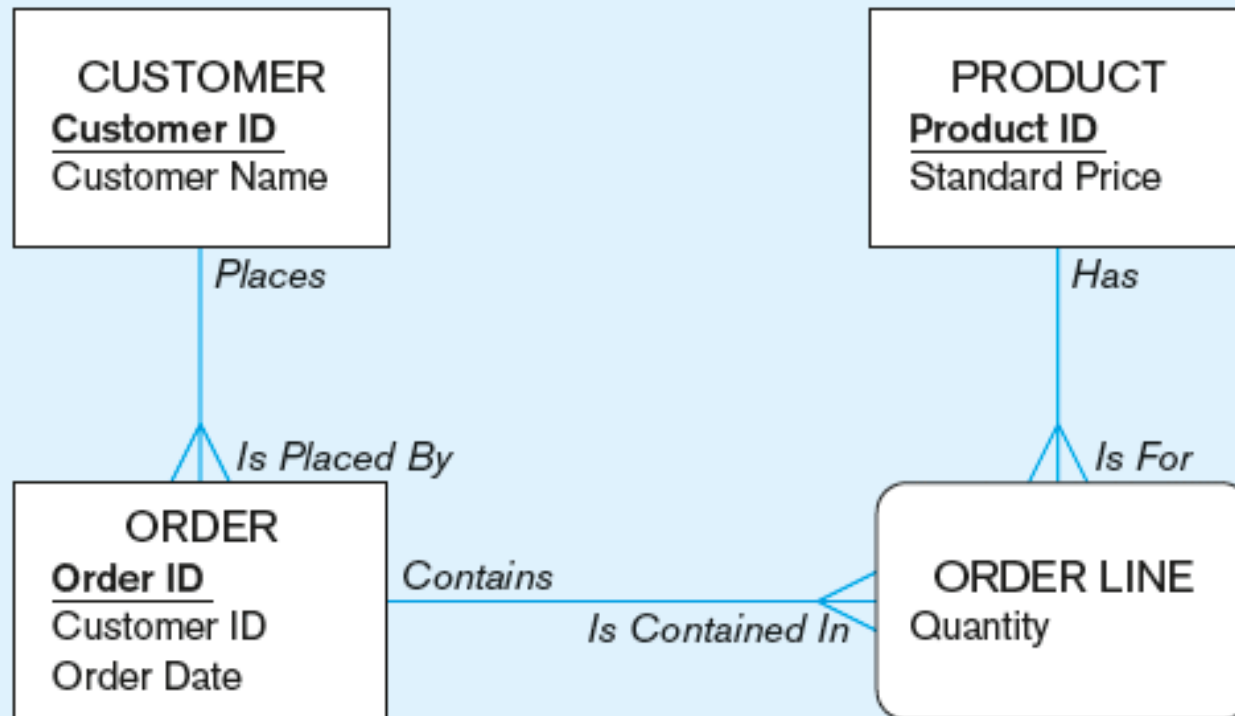 CUSTOMER
Customer ID
Customer Name
PRODUCT
Product ID
Standard Price
Places
Has
Is Placed By
Is For
ORDER
Order ID
Customer ID
Order Date
Contains
Is Contained In
ORDER LINE
Quantity